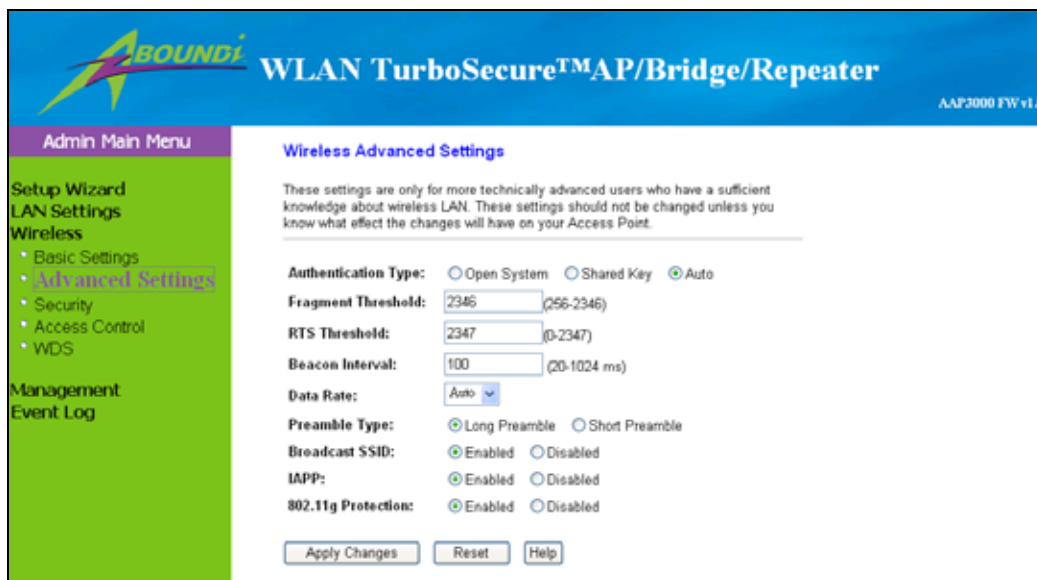 ABOUNDi
WLAN TurboSecure™AP/Bridge/Repeater
AAP3000 FW v1.
Admin Main Menu
Setup Wizard
LAN Settings
Wireless
Basic Settings
Advanced Settings
Security
Access Control
WDS
Management
Event Log
Wireless Advanced Settings
These settings are only for more technically advanced users who have a sufficient
knowledge about wireless LAN. These settings should not be changed unless you
know what effect the changes will have on your Access Point.
Authentication Type: Open System Shared Key Auto
Fragment Threshold: 2346 (256-2346)
RTS Threshold: 2347 (0-2347)
Beacon Interval: 100 (20-1024 ms)
Data Rate: Auto
Preamble Type: Long Preamble Short Preamble
Broadcast SSID: Enabled Disabled
IAPP: Enabled Disabled
802.11g Protection: Enabled Disabled
Apply Changes Reset Help